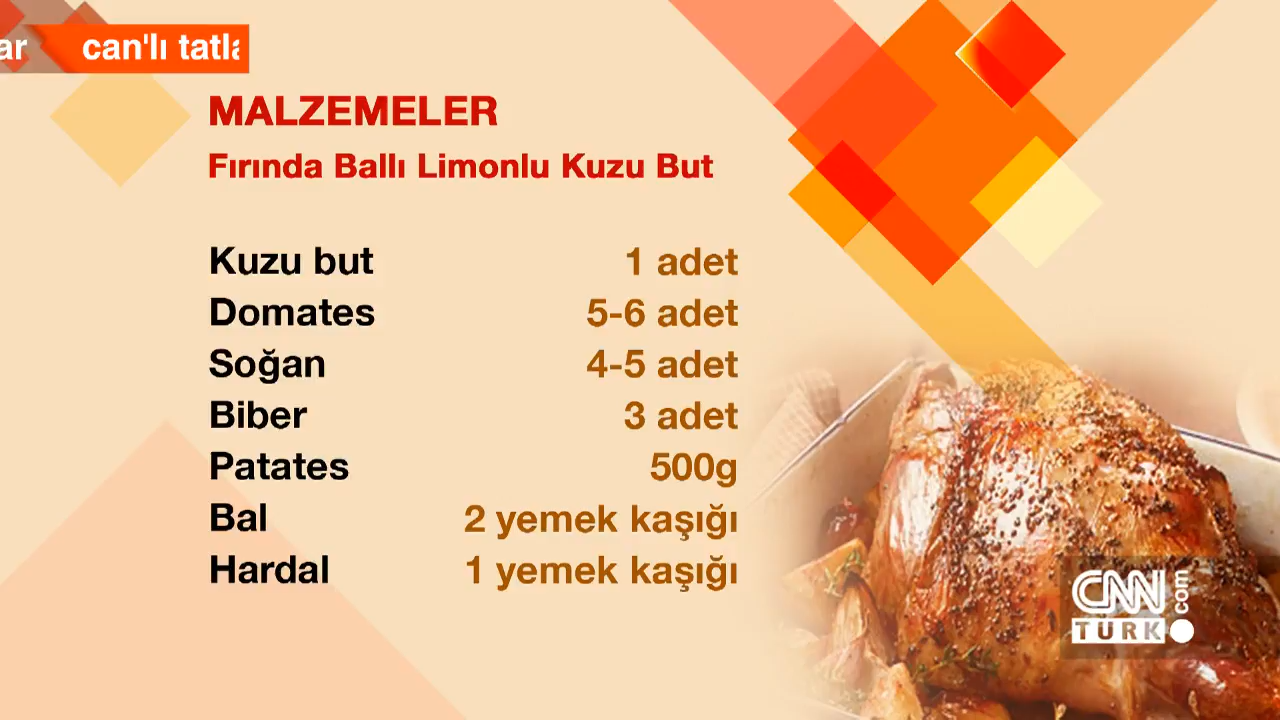 can'lı
MALZEMELER
Fırında Ballı Limonlu Kuzu But
Kuzu but 1 adet
Domates 5-6 adet
Soğan 4-5 adet
Biber 3 adet
Patates 500g
Bal 2 yemek kaşığı
Hardal 1 yemek kaşığı
CNN
TÜRK
.com